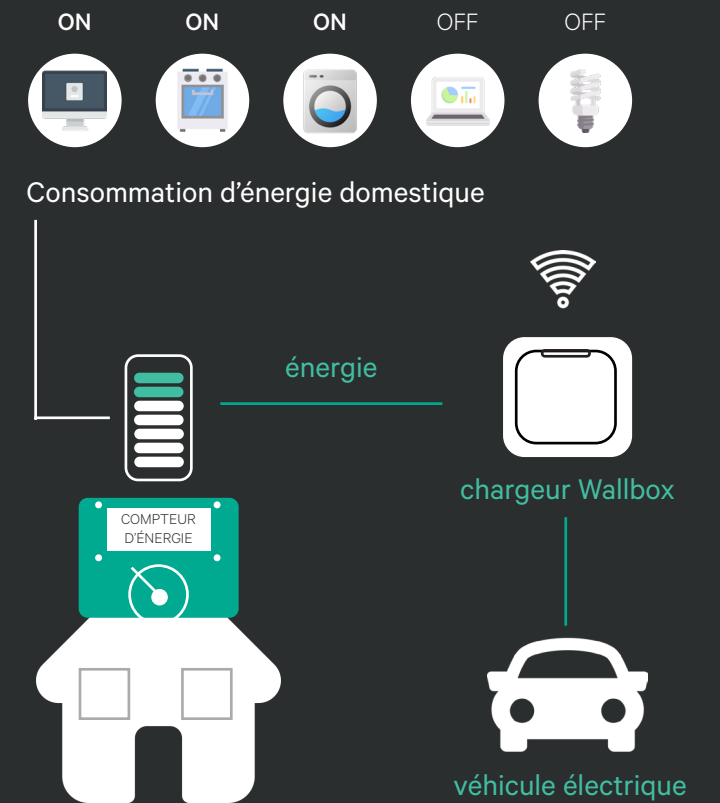 ON ON ON OFF OFF
Consommation d'énergie domestique
énergie
chargeur Wallbox
COMPTEUR
D'ÉNERGIE
véhicule électrique